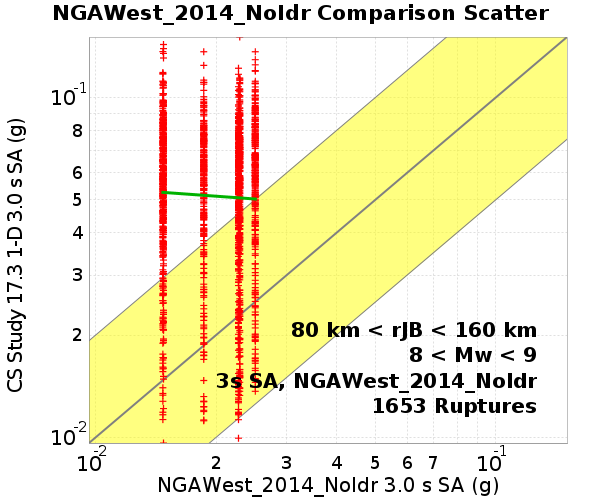 NGAWest_2014_NoIdr Comparison Scatter
CS Study 17.3 1-D 3.0 s SA (g)
10-1
8
6
5
4
3
2
10-2
80 km < rJB < 160 km
8 < Mw < 9
3s SA, NGAWest_2014_NoIdr
1653 Ruptures
10-2 2 3 4 5 6 7 10-1
NGAWest_2014_NoIdr 3.0 s SA (g)